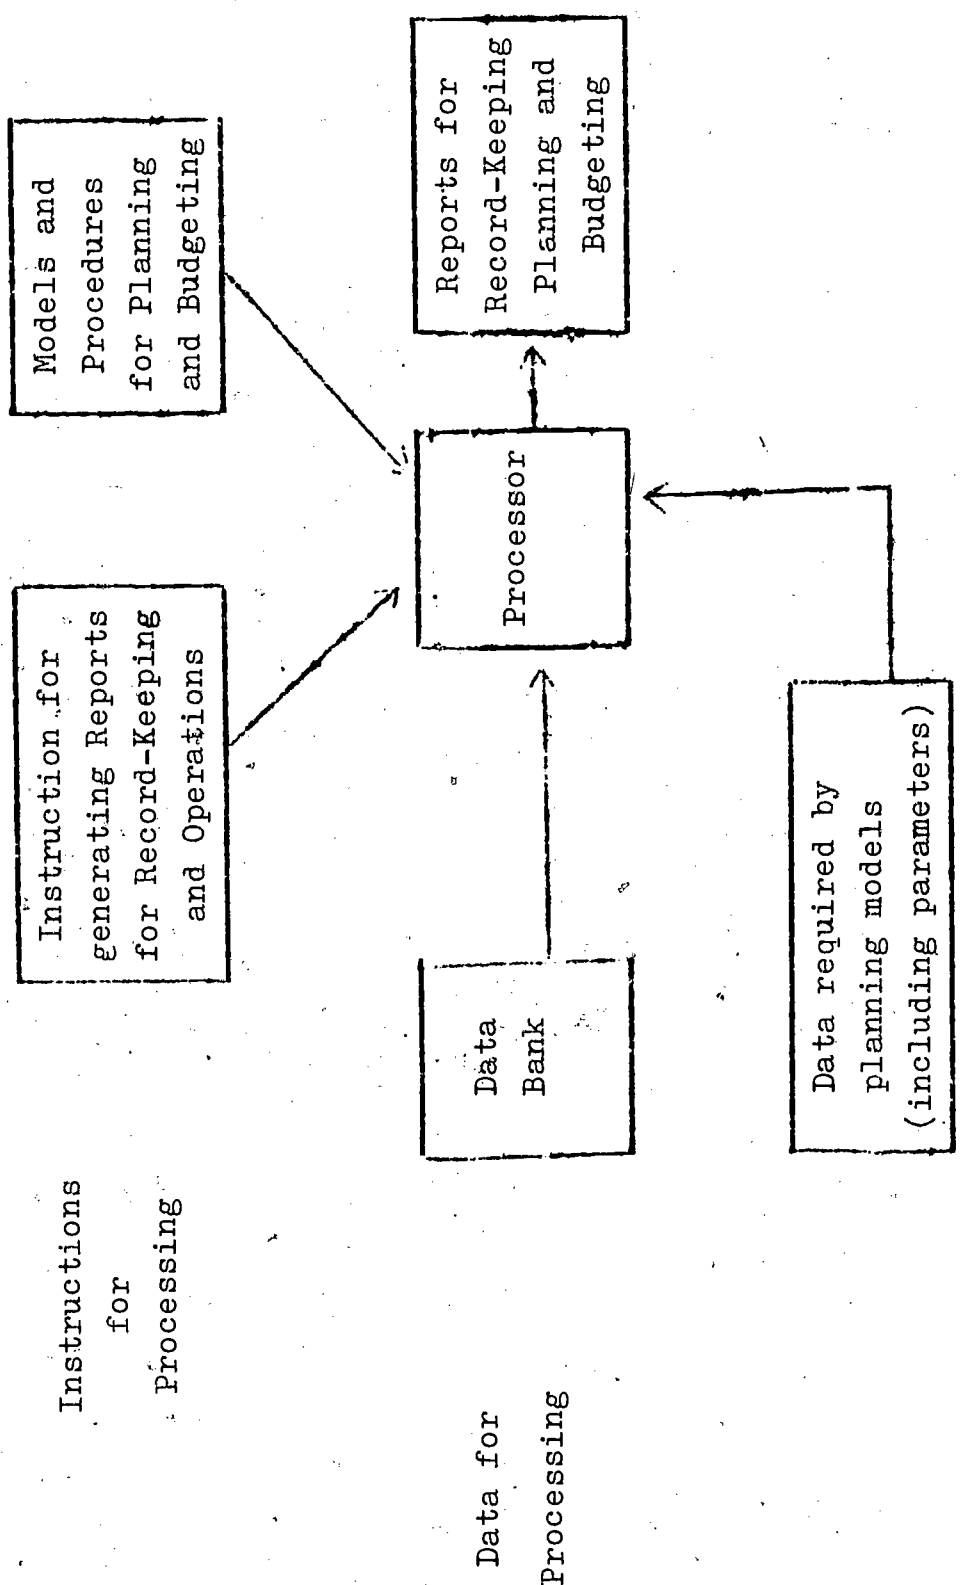 Instructions
for
Processing
Instruction for
generating Reports
for Record-Keeping
and Operations
Models and
Procedures
for Planning
and Budgeting
Data for
Processing
Data
Bank
Processor
Reports for
Record-Keeping
Planning and
Budgeting
Data required by
planning models
(including parameters)